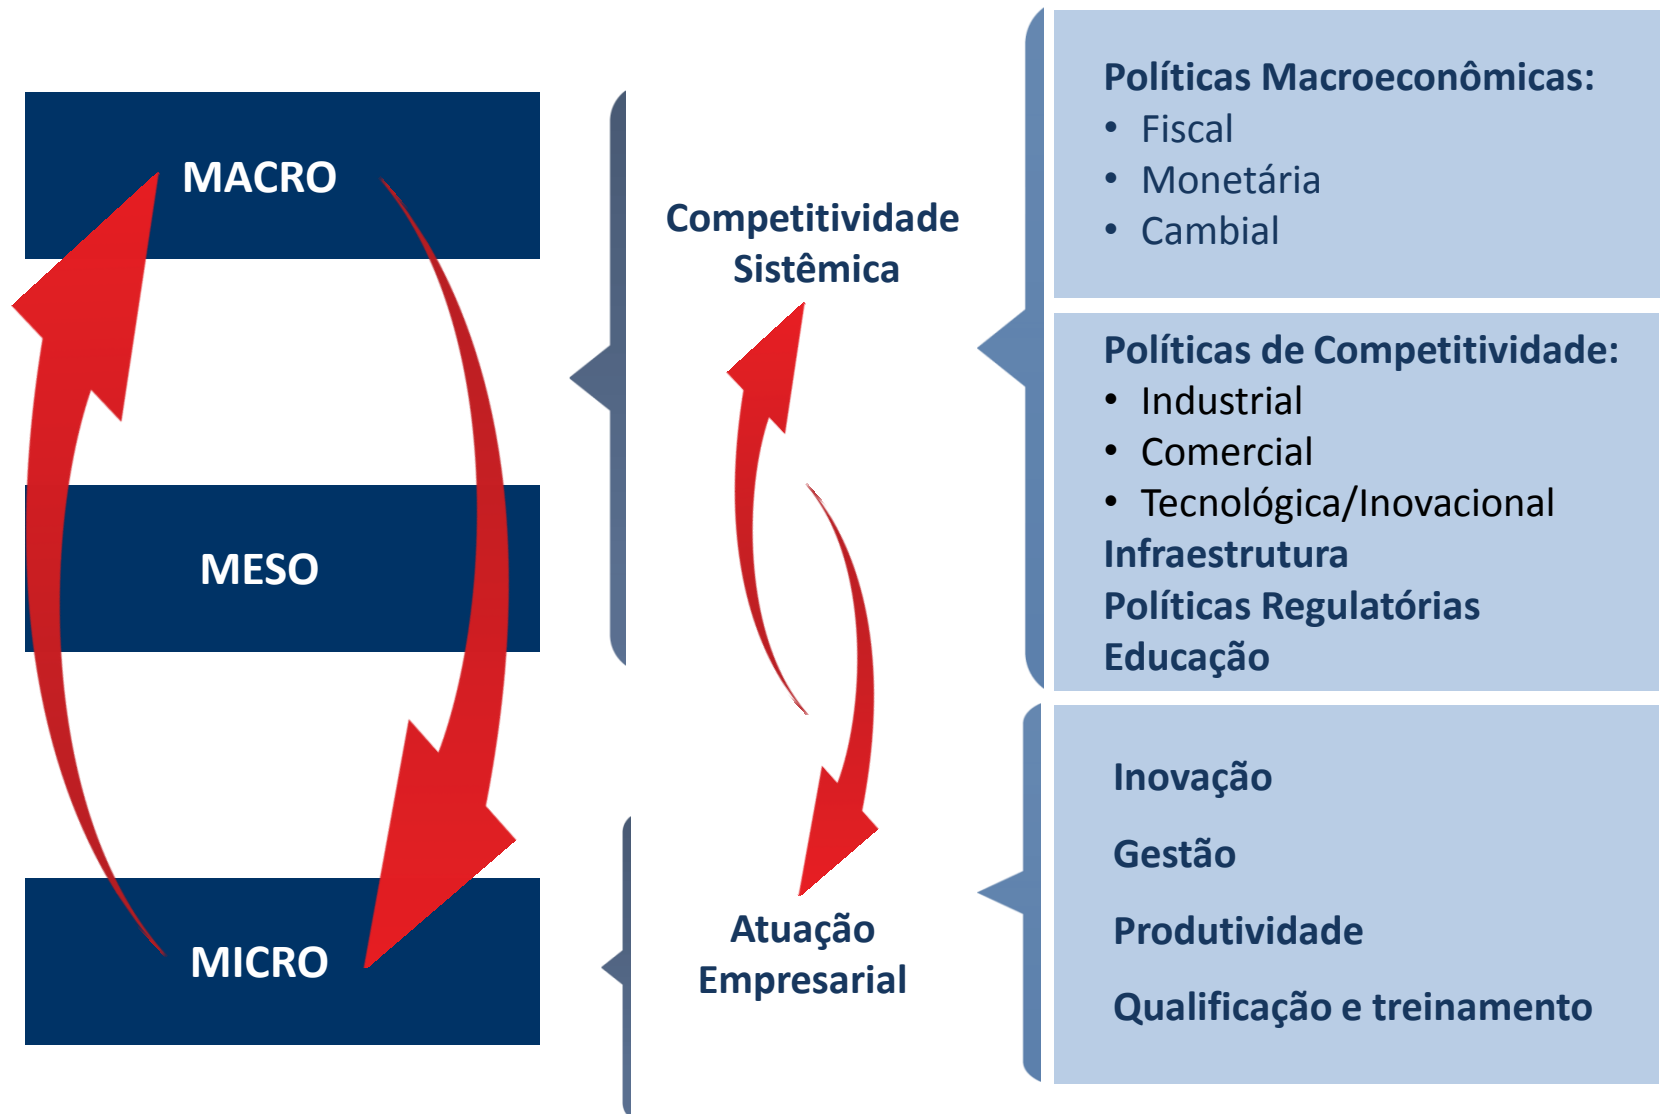 MACRO
MESO
MICRO
Competitividade
Sistêmica
Atuação
Empresarial
Políticas Macroeconômicas:
• Fiscal
• Monetária
• Cambial
Políticas de Competitividade:
• Industrial
• Comercial
• Tecnológica/Inovacional
Infraestrutura
Políticas Regulatórias
Educação
Inovação
Gestão
Produtividade
Qualificação e treinamento